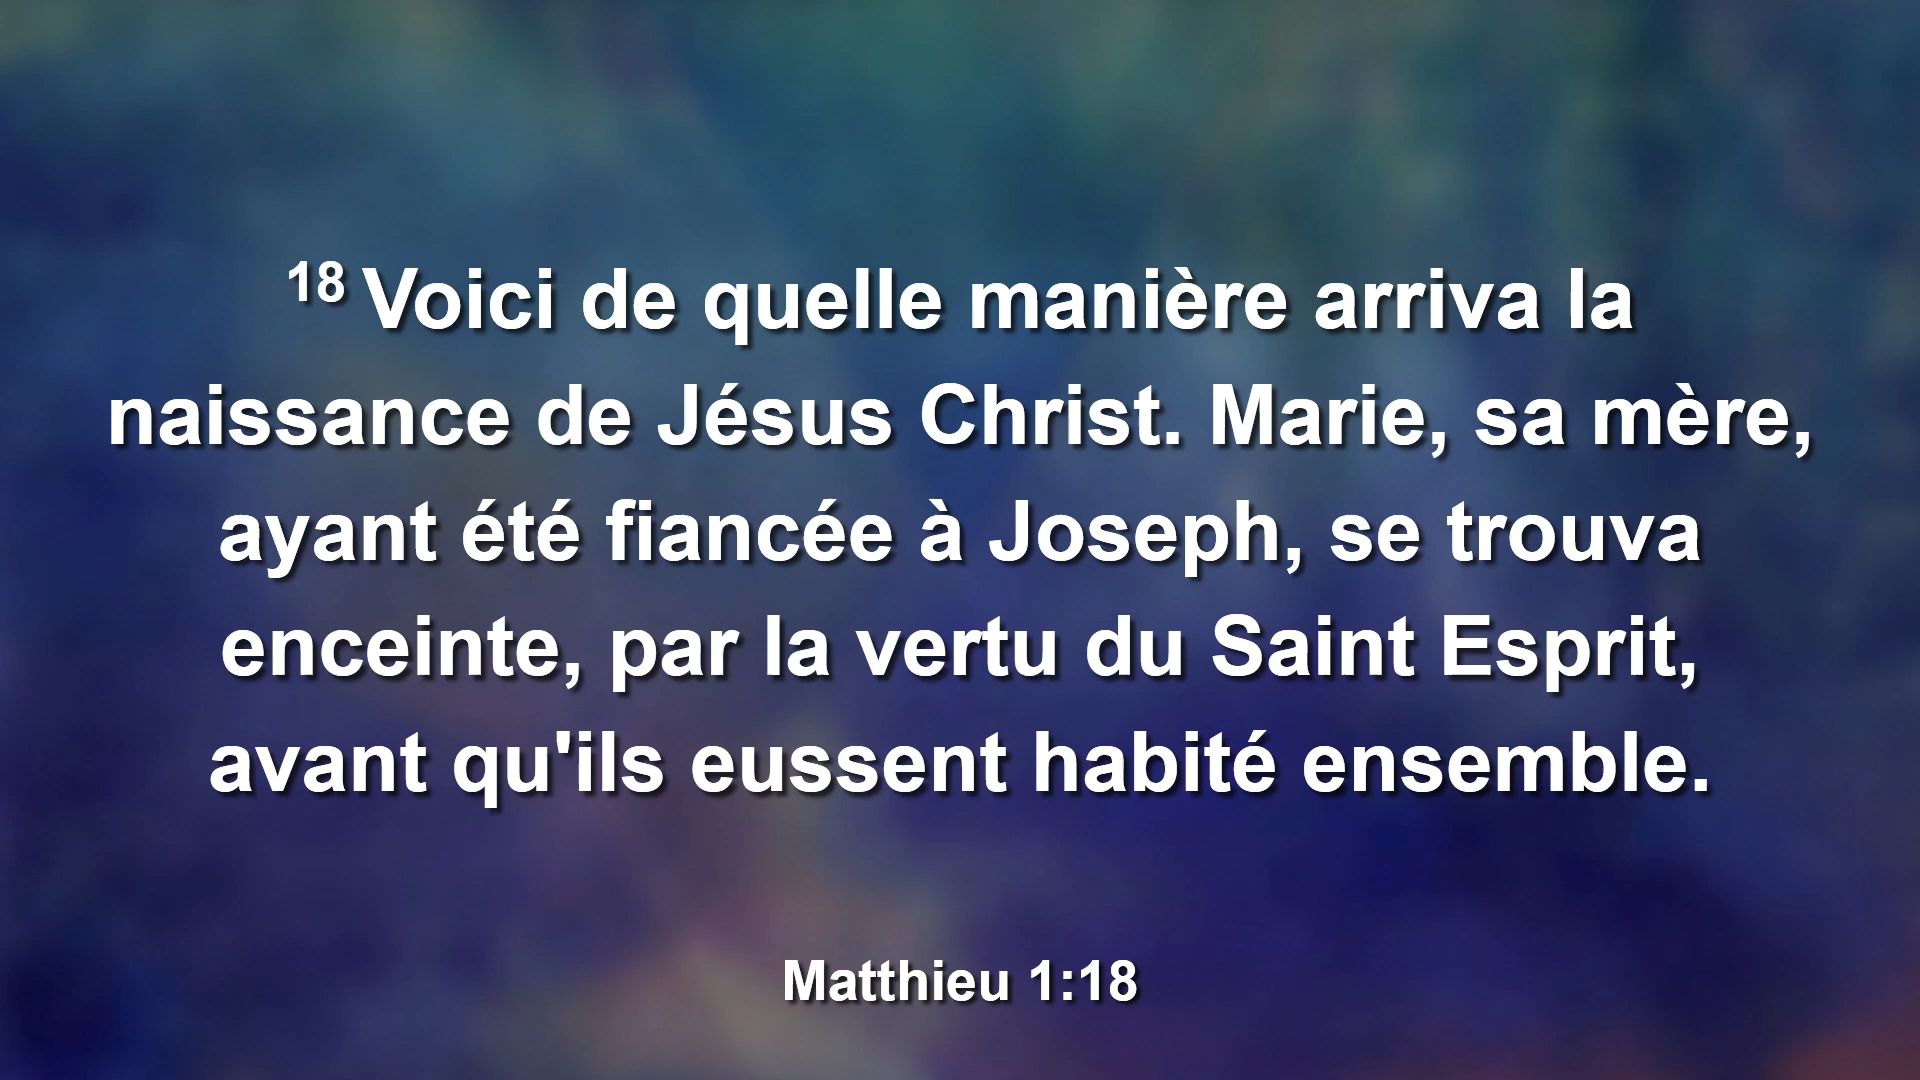 18 Voici de quelle manière arriva la
naissance de Jésus Christ. Marie, sa mère,
ayant été fiancée à Joseph, se trouva
enceinte, par la vertu du Saint Esprit,
avant qu'ils eussent habité ensemble.
Matthieu 1:18